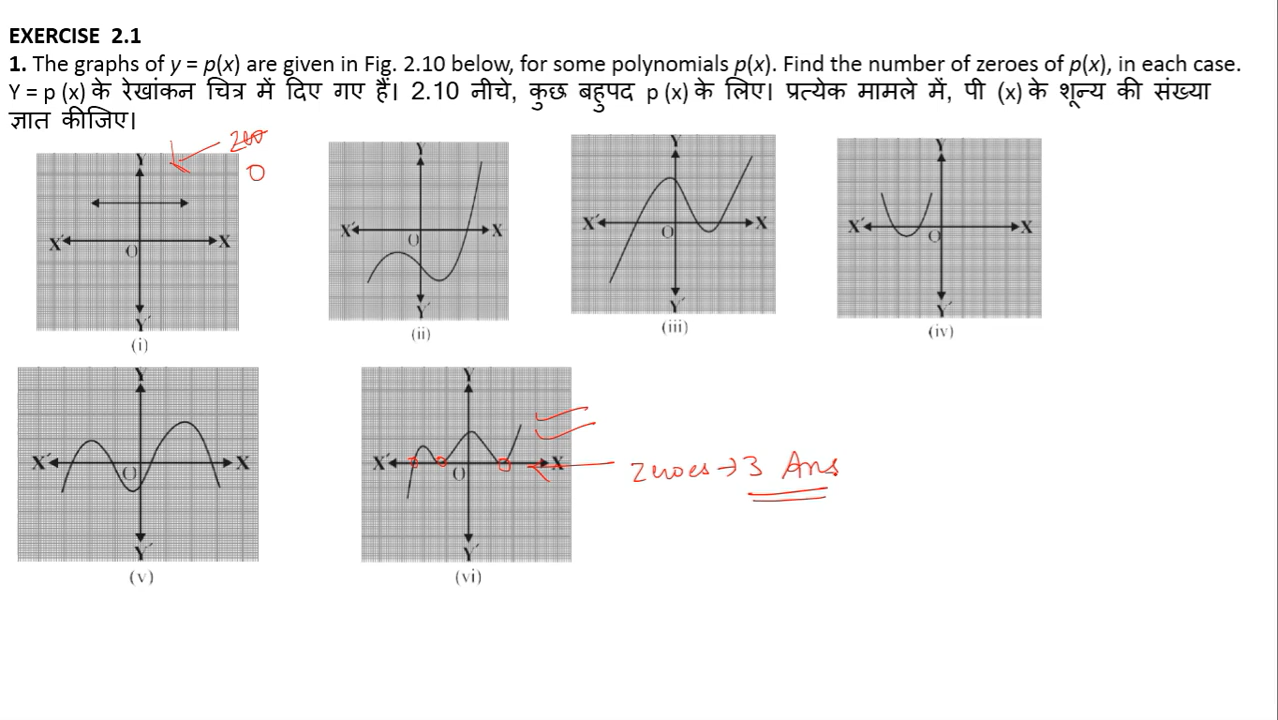 EXERCISE 2.1
1. The graphs of y = p(x) are given in Fig. 2.10 below, for some polynomials p(x). Find the number of zeroes of p(x), in each case.
Y = p (x) के रेखांकन चित्र में दिए गए हैं। 2.10 नीचे, कुछ बहुपद p (x) के लिए। प्रत्येक मामले में, पी (x) के शून्य की संख्या
ज्ञात कीजिए।
0
Y
X′ X
O
Y′
(i)
Y
X′ X
O
Y′
(ii)
Y
X′ X
O
Y′
(iii)
Y
X′ X
O
Y′
(iv)
Y
X′ X
O
Y′
(v)
Y
X′ X
O
Y′
(vi)
zeroes → 3 Ans